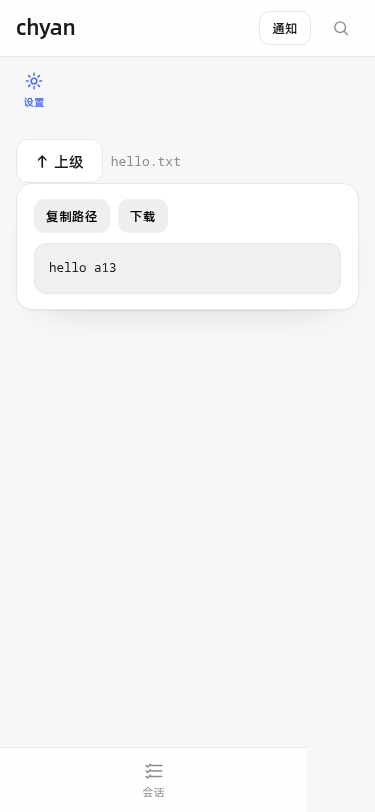 chyan
通知
设置
↑ 上级 hello.txt
复制路径 下载
hello a13
会话